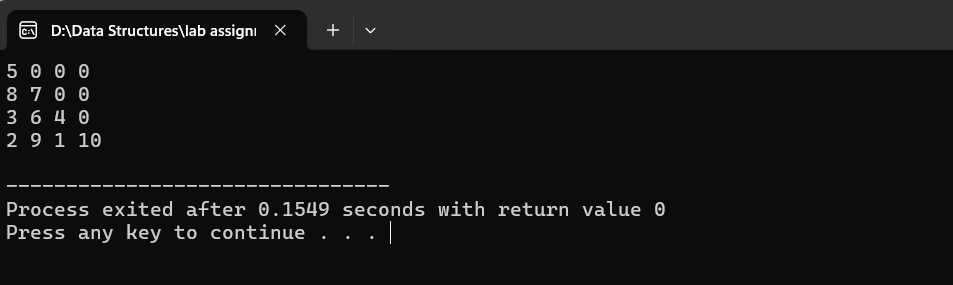 D:\Data Structures\lab assign
5 0 0 0
8 7 0 0
3 6 4 0
2 9 1 10
--------------------------------
Process exited after 0.1549 seconds with return value 0
Press any key to continue . . .